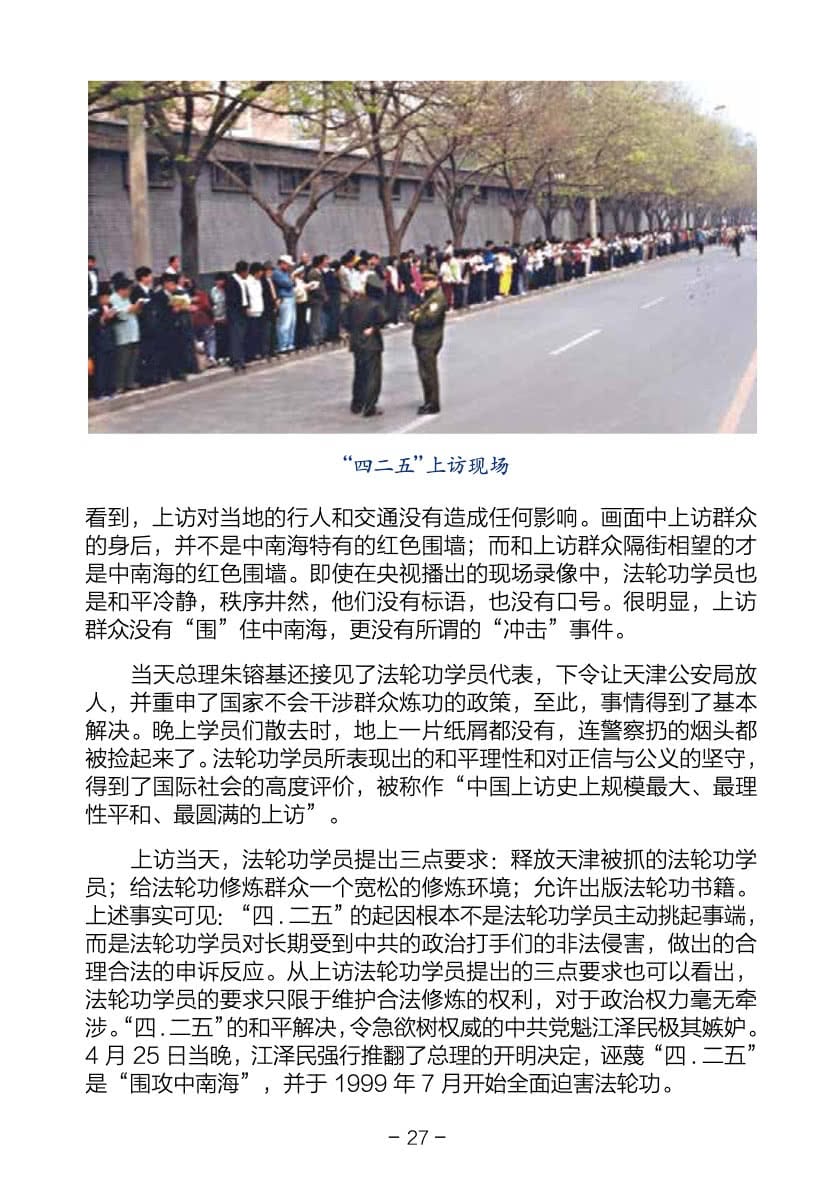 “四二五”上访现场
看到，上访对当地的行人和交通没有造成任何影响。画面中上访群众
的身后，并不是中南海特有的红色围墙；而和上访群众隔街相望的才
是中南海的红色围墙。即使在央视播出的现场录像中，法轮功学员也
是和平冷静，秩序井然，他们没有标语，也没有口号。很明显，上访
群众没有“围”住中南海，更没有所谓的“冲击”事件。
当天总理朱镕基还接见了法轮功学员代表，下令让天津公安局放
人，并重申了国家不会干涉群众炼功的政策，至此，事情得到了基本
解决。晚上学员们散去时，地上一片纸屑都没有，连警察扔的烟头都
被捡起来了。法轮功学员所表现出的和平理性和对正信与公义的坚守，
得到了国际社会的高度评价，被称作“中国上访史上规模最大、最理
性平和、最圆满的上访”。
上访当天，法轮功学员提出三点要求：释放天津被抓的法轮功学
员；给法轮功修炼群众一个宽松的修炼环境；允许出版法轮功书籍。
上述事实可见：“四.二五”的起因根本不是法轮功学员主动挑起事端，
而是法轮功学员对长期受到中共的政治打手们的非法侵害，做出的合
理合法的申诉反应。从上访法轮功学员提出的三点要求也可以看出，
法轮功学员的要求只限于维护合法修炼的权利，对于政治权力毫无牵
涉。“四.二五”的和平解决，令急欲树权威的中共党魁江泽民极其嫉妒。
4 月 25 日当晚，江泽民强行推翻了总理的开明决定，诬蔑“四.二五”
是“围攻中南海”，并于 1999 年 7 月开始全面迫害法轮功。
- 27 -